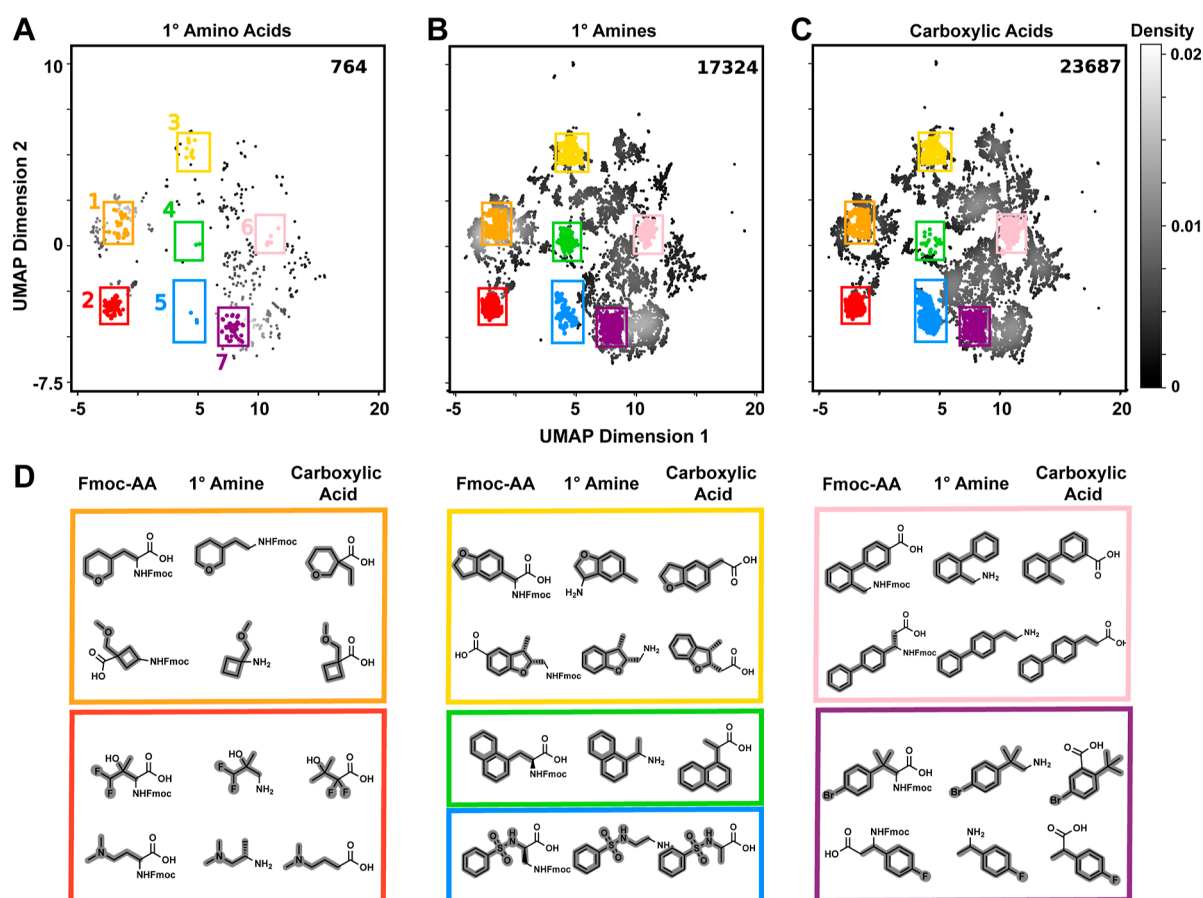 A
1° Amino Acids
B
1° Amines
C
Carboxylic Acids
Density
764
17324
23687
10
0
-7.5
UMAP Dimension 2
3
1
4
6
2
5
7
0.02
0.01
0
-5
5
10
20
-5
5
10
20
-5
5
10
20
UMAP Dimension 1
D
Fmoc-AA
1° Amine
Carboxylic
Acid
Fmoc-AA
1° Amine
Carboxylic
Acid
Fmoc-AA
1° Amine
Carboxylic
Acid
O
OH
NHFmoc
O
NHFmoc
O
O
OH
O
O
O
OH
NHFmoc
O
NH₂
O
O
OH
HO
O
OH
NHFmoc
F
F
HO
NH₂
F
F
HO
O
OH
F
F
N
O
OH
NHFmoc
N
NH₂
N
O
OH
O
O
OH
NHFmoc
O
H₂N
O
OH
O
O
HO
O
NHFmoc
O
NH₂
O
O
OH
O
OH
NHFmoc
NH₂
O
OH
O
O
S
H
N
O
OH
NHFmoc
O
O
S
H
N
NH₂
O
O
S
H
N
O
OH
O
OH
NHFmoc
NH₂
O
OH
O
OH
NHFmoc
NH₂
O
OH
O
OH
NHFmoc
Br
NH₂
Br
O
OH
Br
O
OH
NHFmoc
F
NH₂
F
O
OH
F